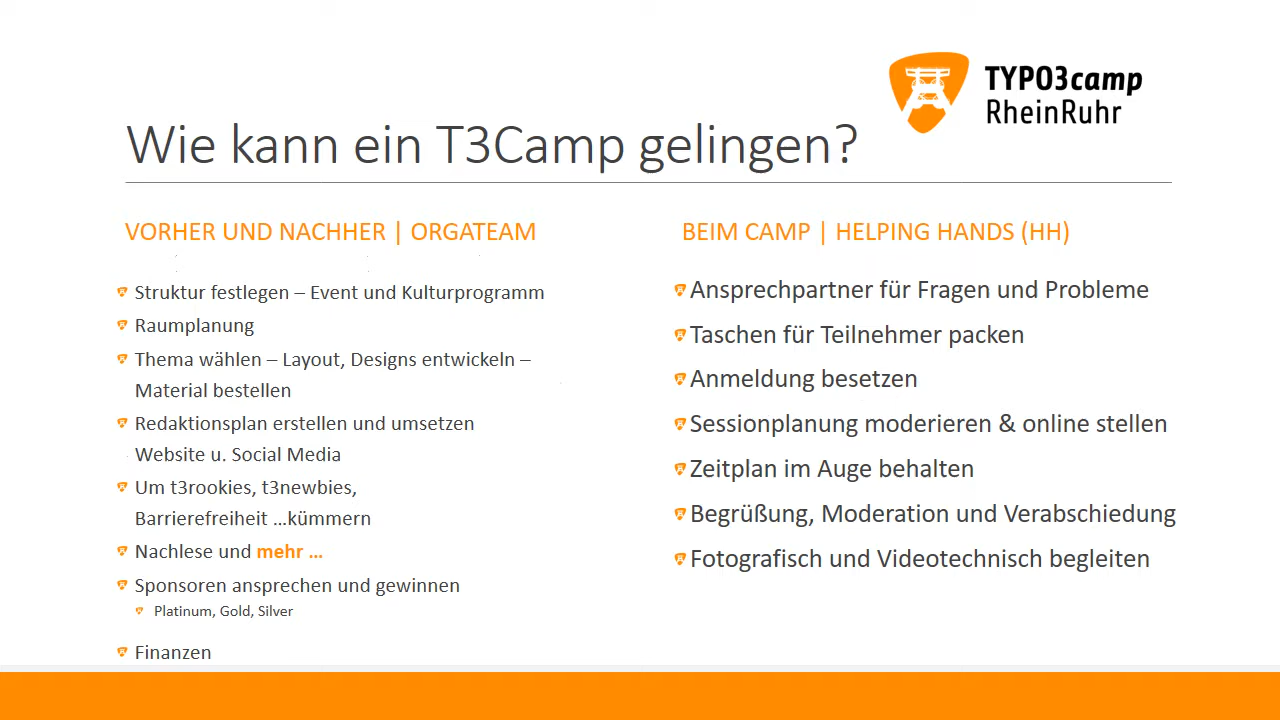 TYPO3camp
RheinRuhr
Wie kann ein T3Camp gelingen?
VORHER UND NACHHER | ORGATEAM
Struktur festlegen – Event und Kulturprogramm
Raumplanung
Thema wählen – Layout, Designs entwickeln –
Material bestellen
Redaktionsplan erstellen und umsetzen
Website u. Social Media
Um t3rookies, t3newbies,
Barrierefreiheit …kümmern
Nachlese und mehr …
Sponsoren ansprechen und gewinnen
Platinum, Gold, Silver
Finanzen
BEIM CAMP | HELPING HANDS (HH)
Ansprechpartner für Fragen und Probleme
Taschen für Teilnehmer packen
Anmeldung besetzen
Sessionplanung moderieren & online stellen
Zeitplan im Auge behalten
Begrüßung, Moderation und Verabschiedung
Fotografisch und Videotechnisch begleiten